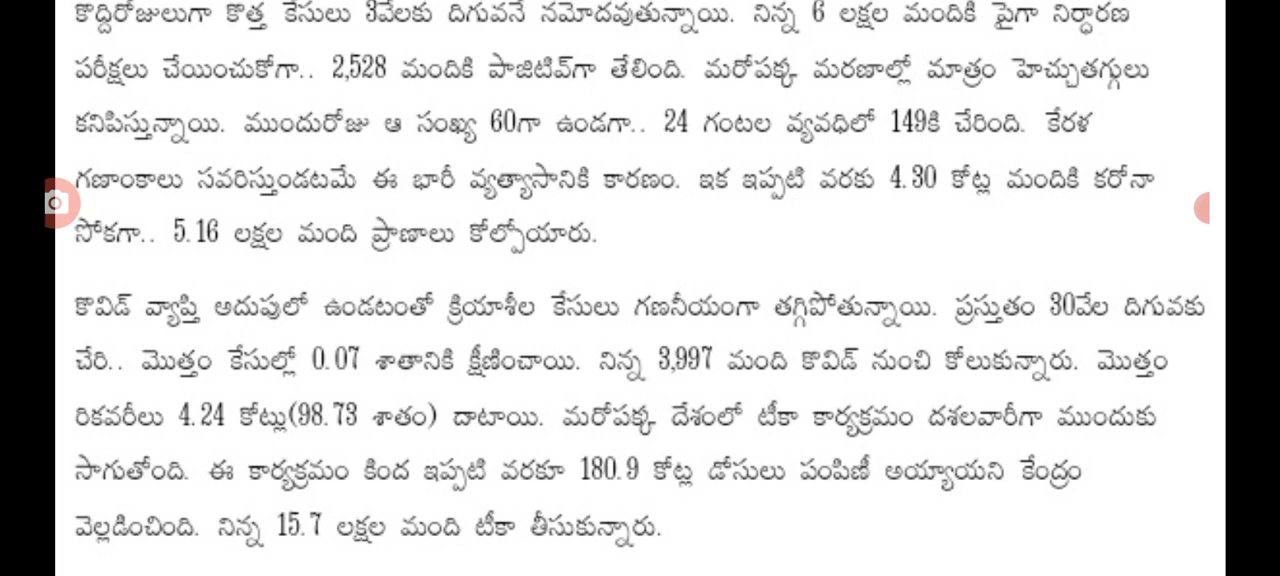 కొద్దిరోజులుగా కొత్త కేసులు 3వేలకు దిగువనే నమోదవుతున్నాయి. నిన్న 6 లక్షల మందికి పైగా నిర్ధారణ
పరీక్షలు చేయించుకోగా.. 2,528 మందికి పాజిటివ్‌గా తేలింది. మరోపక్క మరణాల్లో మాత్రం హెచ్చుతగ్గులు
కనిపిస్తున్నాయి. ముందురోజు ఆ సంఖ్య 60గా ఉండగా.. 24 గంటల వ్యవధిలో 149కి చేరింది. కేరళ
గణాంకాలు సవరిస్తుండటమే ఈ భారీ వ్యత్యాసానికి కారణం. ఇక ఇప్పటి వరకు 4.30 కోట్ల మందికి కరోనా
సోకగా.. 5.16 లక్షల మంది ప్రాణాలు కోల్పోయారు.
కొవిడ్ వ్యాప్తి అదుపులో ఉండటంతో క్రియాశీల కేసులు గణనీయంగా తగ్గిపోతున్నాయి. ప్రస్తుతం 30వేల దిగువకు
చేరి.. మొత్తం కేసుల్లో 0.07 శాతానికి క్షీణించాయి. నిన్న 3,997 మంది కొవిడ్ నుంచి కోలుకున్నారు. మొత్తం
రికవరీలు 4.24 కోట్లు(98.73 శాతం) దాటాయి. మరోపక్క దేశంలో టీకా కార్యక్రమం దశలవారీగా ముందుకు
సాగుతోంది. ఈ కార్యక్రమం కింద ఇప్పటి వరకూ 180.9 కోట్ల డోసులు పంపిణీ అయ్యాయని కేంద్రం
వెల్లడించింది. నిన్న 15.7 లక్షల మంది టీకా తీసుకున్నారు.